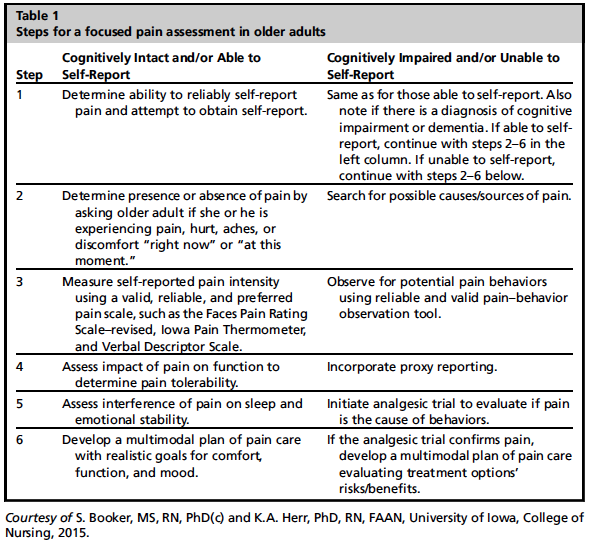 Table 1
Steps for a focused pain assessment in older adults
Cognitively Intact and/or Able to Cognitively Impaired and/or Unable to
Step Self-Report Self-Report
1 Determine ability to reliably self-report Same as for those able to self-report. Also
pain and attempt to obtain self-report. note if there is a diagnosis of cognitive
impairment or dementia. If able to self-
report, continue with steps 2–6 in the
left column. If unable to self-report,
continue with steps 2–6 below.
2 Determine presence or absence of pain by Search for possible causes/sources of pain.
asking older adult if she or he is
experiencing pain, hurt, aches, or
discomfort “right now” or “at this
moment.”
3 Measure self-reported pain intensity Observe for potential pain behaviors
using a valid, reliable, and preferred using reliable and valid pain–behavior
pain scale, such as the Faces Pain Rating observation tool.
Scale–revised, Iowa Pain Thermometer,
and Verbal Descriptor Scale.
4 Assess impact of pain on function to Incorporate proxy reporting.
determine pain tolerability.
5 Assess interference of pain on sleep and Initiate analgesic trial to evaluate if pain
emotional stability. is the cause of behaviors.
6 Develop a multimodal plan of pain care If the analgesic trial confirms pain,
with realistic goals for comfort, develop a multimodal plan of pain care
function, and mood. evaluating treatment options’
risks/benefits.
Courtesy of S. Booker, MS, RN, PhD(c) and K.A. Herr, PhD, RN, FAAN, University of Iowa, College of
Nursing, 2015.